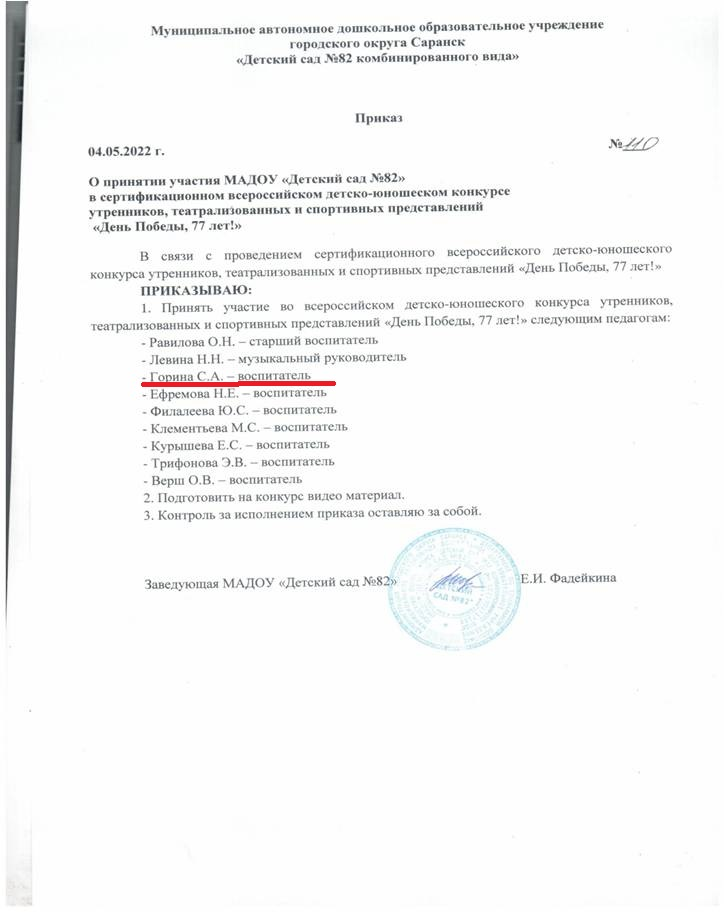 Муниципальное автономное дошкольное образовательное учреждение
городского округа Саранск
«Детский сад №82 комбинированного вида»
Приказ
04.05.2022 г.
№ 110
О принятии участия МАДОУ «Детский сад №82»
в сертификационном всероссийском детско-юношеском конкурсе
утренников, театрализованных и спортивных представлений
«День Победы, 77 лет!»
В связи с проведением сертификационного всероссийского детско-юношеского
конкурса утренников, театрализованных и спортивных представлений «День Победы, 77 лет!»
ПРИКАЗЫВАЮ:
1. Принять участие во всероссийском детско-юношеского конкурса утренников,
театрализованных и спортивных представлений «День Победы, 77 лет!» следующим педагогам:
- Равилова О.Н. – старший воспитатель
- Левина Н.Н. – музыкальный руководитель
- Горина С.А. – воспитатель
- Ефремова Н.Е. – воспитатель
- Филалеева Ю.С. – воспитатель
- Клементьева М.С. – воспитатель
- Курышева Е.С. – воспитатель
- Трифонова Э.В. – воспитатель
- Верш О.В. – воспитатель
2. Подготовить на конкурс видео материал.
3. Контроль за исполнением приказа оставляю за собой.
Заведующая МАДОУ «Детский сад №82»
Е.И. Фадейкина
ДЕТСКИЙ
САД №82"